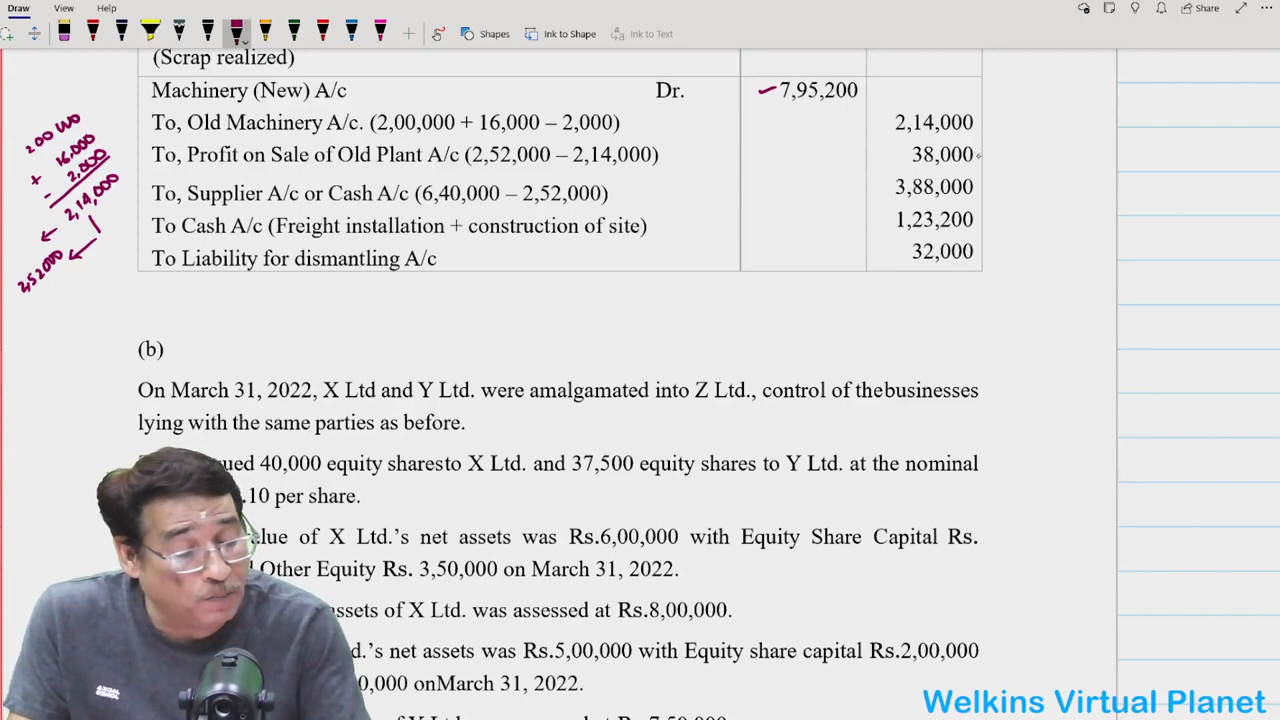 Draw View Help
Share
Shapes Ink to Shape Ink to Text
(Scrap realized)
Machinery (New) A/c Dr. 7,95,200
To, Old Machinery A/c. (2,00,000 + 16,000 – 2,000) 2,14,000
To, Profit on Sale of Old Plant A/c (2,52,000 – 2,14,000) 38,000
To, Supplier A/c or Cash A/c (6,40,000 – 2,52,000) 3,88,000
To Cash A/c (Freight installation + construction of site) 1,23,200
To Liability for dismantling A/c 32,000
200 000
+ 16,000
- 2,000
2,14,000
2,52000
(b)
On March 31, 2022, X Ltd and Y Ltd. were amalgamated into Z Ltd., control of thebusinesses
lying with the same parties as before.
40,000 equity sharesto X Ltd. and 37,500 equity shares to Y Ltd. at the nominal
.10 per share.
of X Ltd.'s net assets was Rs.6,00,000 with Equity Share Capital Rs.
Other Equity Rs. 3,50,000 on March 31, 2022.
assets of X Ltd. was assessed at Rs.8,00,000.
d.'s net assets was Rs.5,00,000 with Equity share capital Rs.2,00,000
0,000 onMarch 31, 2022.
Welkins Virtual Planet